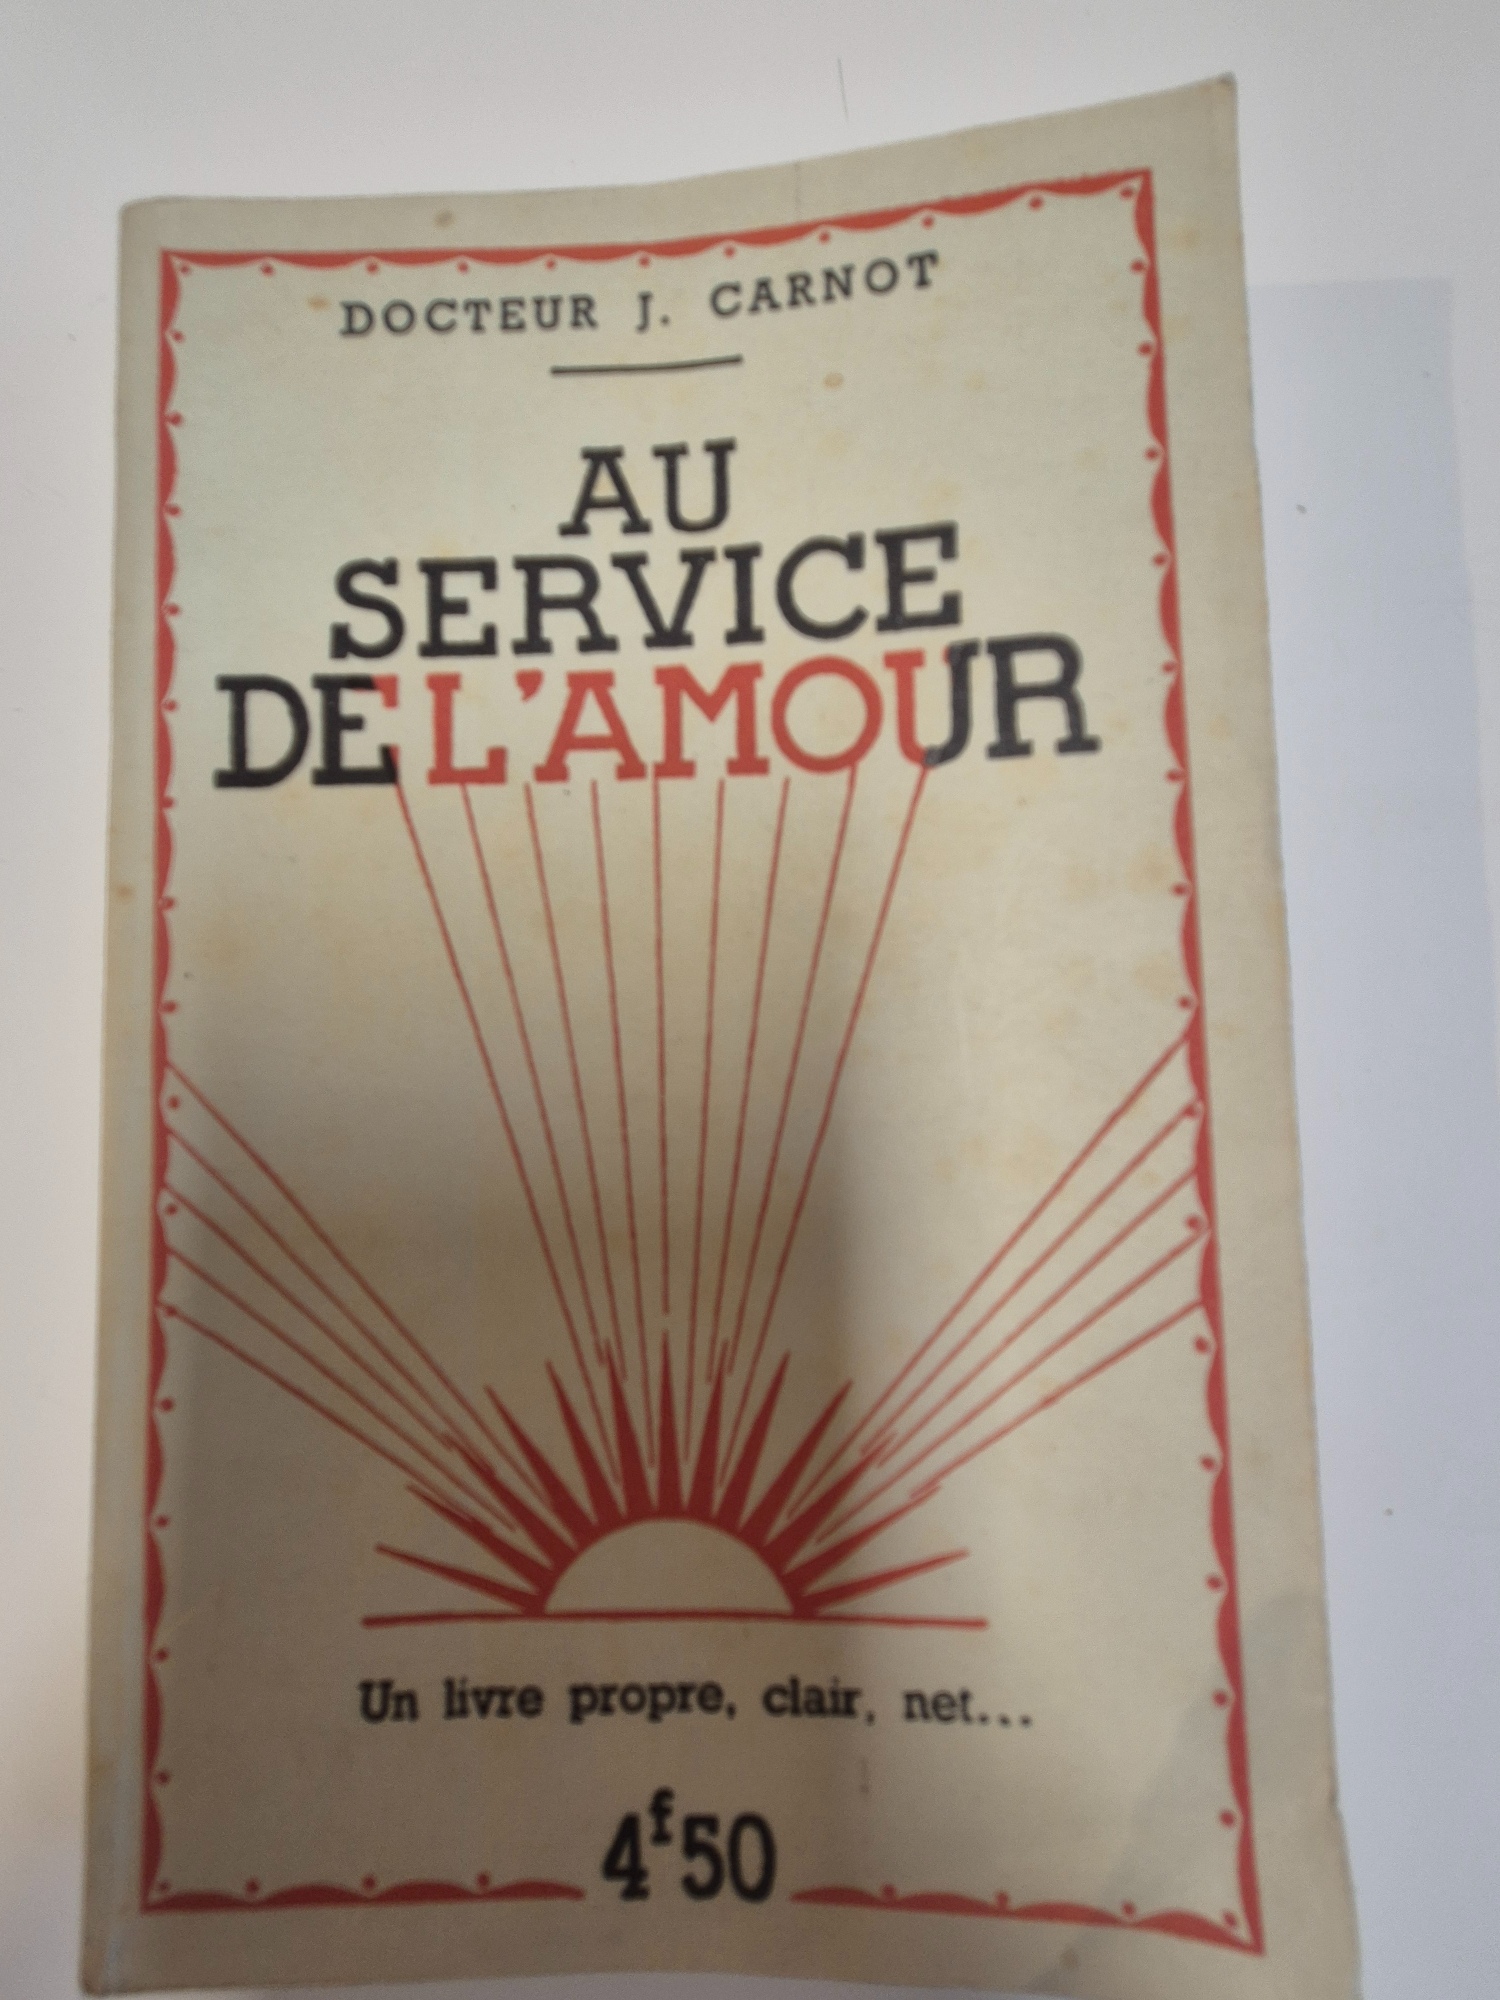 DOCTEUR J. CARNOT
AU
SERVICE
DE L'AMOUR
Un livre propre, clair, net...
4f50